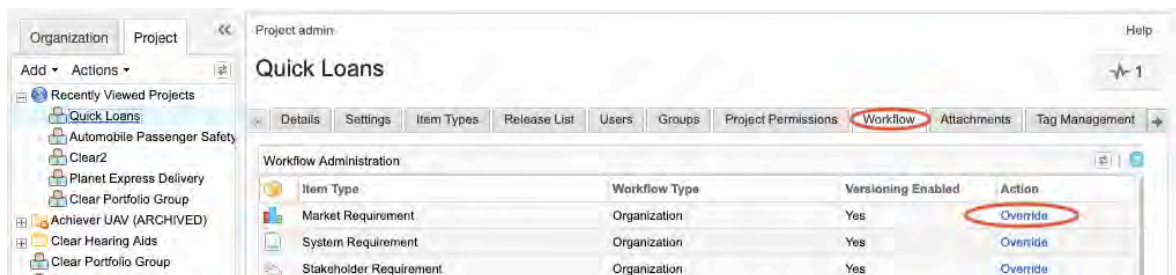 Organization Project
Add Actions
Recently Viewed Projects
Quick Loans
Automobile Passenger Safety
Clear2
Planet Express Delivery
Clear Portfolio Group
Achiever UAV (ARCHIVED)
Clear Hearing Aids
Clear Portfolio Group
Project admin Help
Quick Loans 1
Details Settings Item Types Release List Users Groups Project Permissions Workflow Attachments Tag Management
Workflow Administration
Item Type Workflow Type Versioning Enabled Action
Market Requirement Organization Yes Override
System Requirement Organization Yes Override
Stakeholder Requirement Organization Yes Override